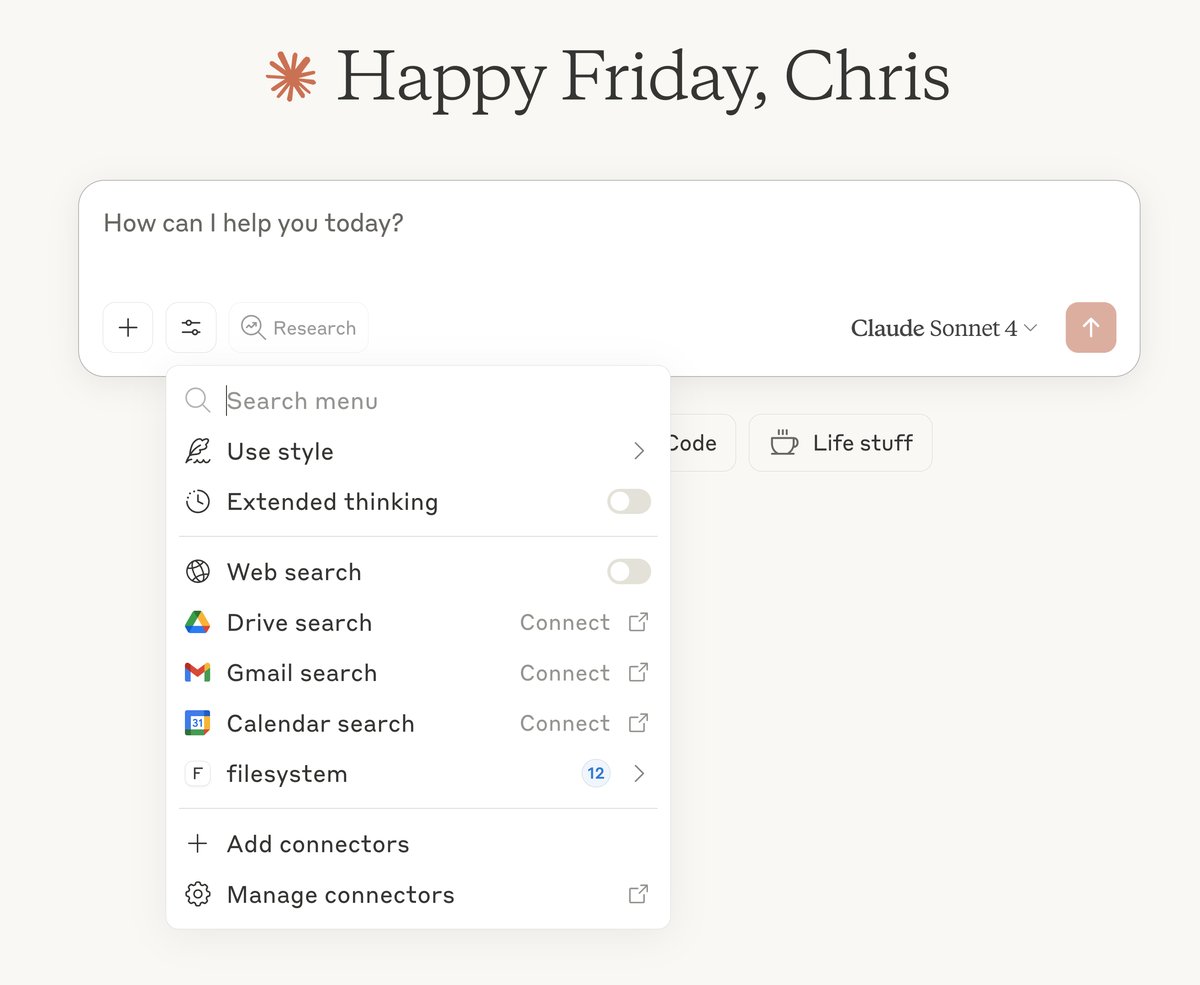 Happy Friday, Chris
How can I help you today?
Research
Claude Sonnet 4
Search menu
Use style
Code
Life stuff
Extended thinking
Web search
Drive search Connect
Gmail search Connect
31
Calendar search Connect
F filesystem 12
Add connectors
Manage connectors